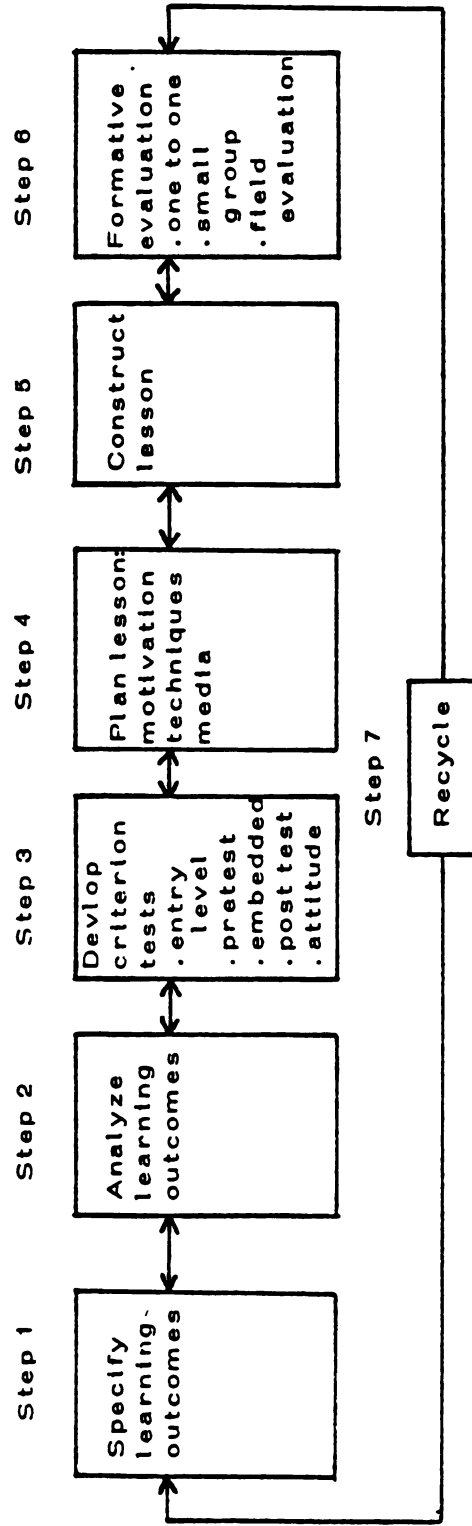 Step 1
Specify
learning
outcomes
Step 2
Analyze
learning
outcomes
Step 3
Devlop
criterion
tests
.entry
level
.pretest
.embedded
.post test
.attitude
Step 4
Plan lesson:
motivation
techniques
media
Step 5
Construct
lesson
Step 6
Formative
evaluation
.one to one
.small
group
.field
evaluation
Step 7
Recycle